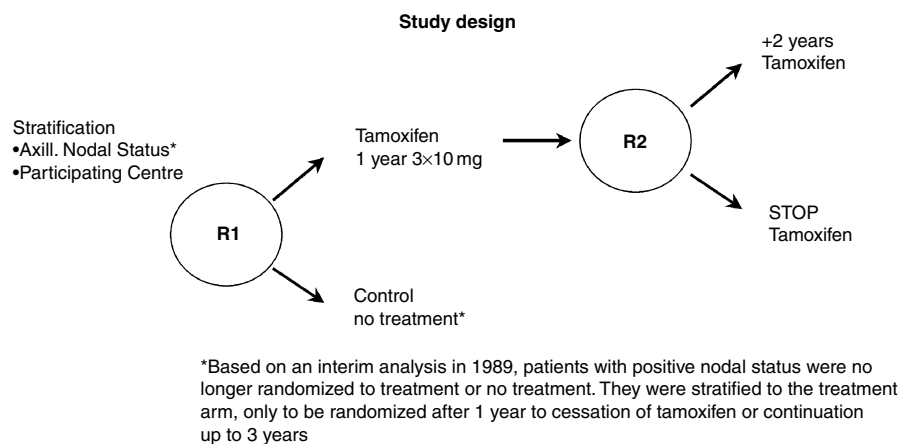 Study design
Stratification
•Axill. Nodal Status*
•Participating Centre
R1
Tamoxifen
1 year 3×10 mg
Control
no treatment*
R2
+2 years
Tamoxifen
STOP
Tamoxifen
*Based on an interim analysis in 1989, patients with positive nodal status were no
longer randomized to treatment or no treatment. They were stratified to the treatment
arm, only to be randomized after 1 year to cessation of tamoxifen or continuation
up to 3 years